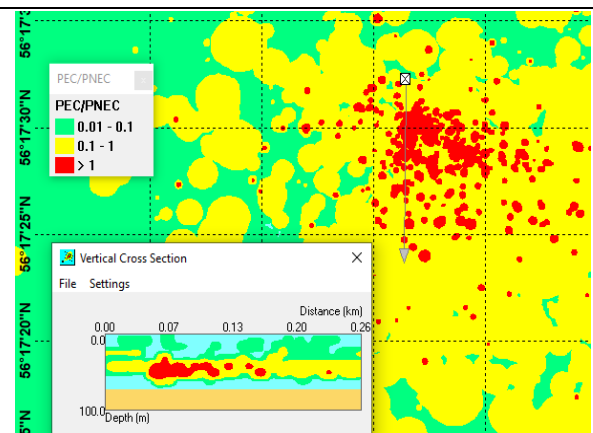 56°17'3
PEC/PNEC
PEC/PNEC
0.01 - 0.1
0.1 - 1
> 1
56°17'30"N
56°17'25"N
Vertical Cross Section
File Settings
Distance (km)
0.00 0.07 0.13 0.20 0.26
0.0
100.0
Depth (m)
56°17'20"N
5"N